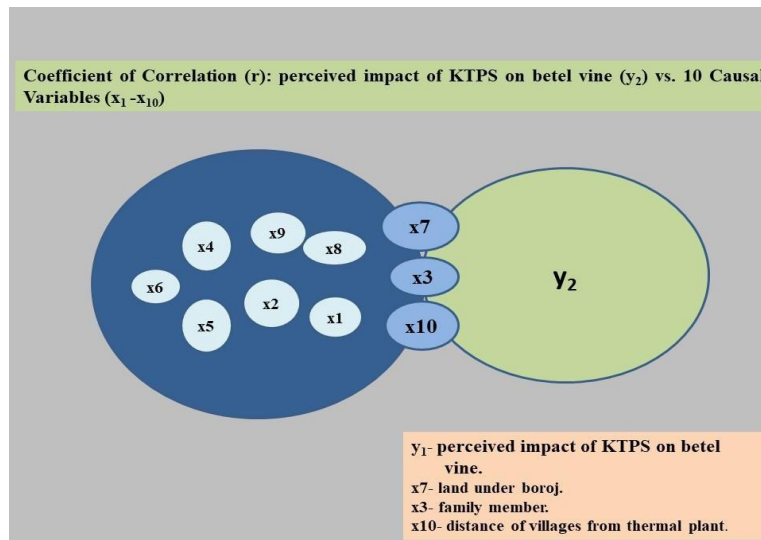 Coefficient of Correlation (r): perceived impact of KTPS on betel vine (y₂) vs. 10 Causal
Variables (x₁ -x₁₀)
x7
x9
x4
x8
x3
y₂
x6
x2
x1
x5
x10
y₁- perceived impact of KTPS on betel
vine.
x7- land under boroj.
x3- family member.
x10- distance of villages from thermal plant.